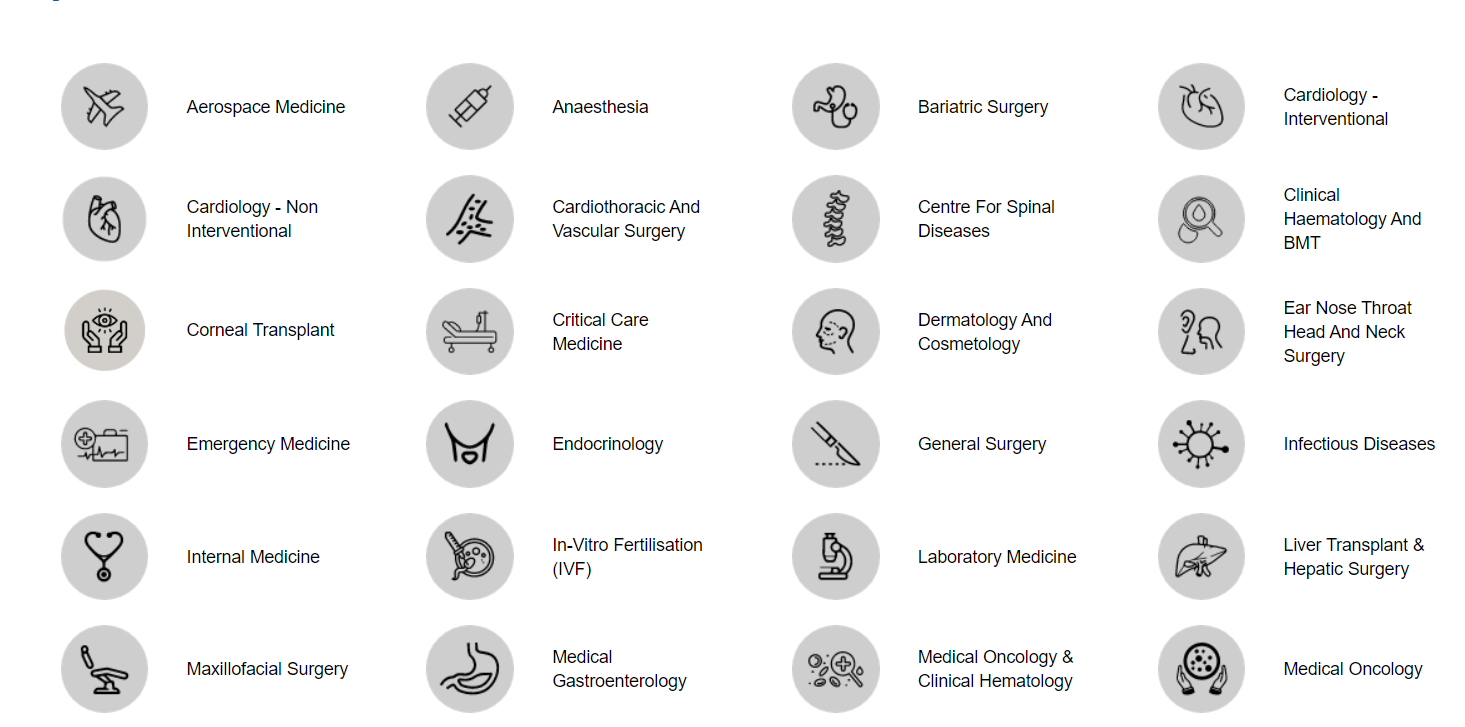 Aerospace Medicine
Anaesthesia
Bariatric Surgery
Cardiology -
Interventional
Cardiology - Non
Interventional
Cardiothoracic And
Vascular Surgery
Centre For Spinal
Diseases
Clinical
Haematology And
BMT
Corneal Transplant
Critical Care
Medicine
Dermatology And
Cosmetology
Ear Nose Throat
Head And Neck
Surgery
Emergency Medicine
Endocrinology
General Surgery
Infectious Diseases
Internal Medicine
In-Vitro Fertilisation
(IVF)
Laboratory Medicine
Liver Transplant &
Hepatic Surgery
Maxillofacial Surgery
Medical
Gastroenterology
Medical Oncology &
Clinical Hematology
Medical Oncology